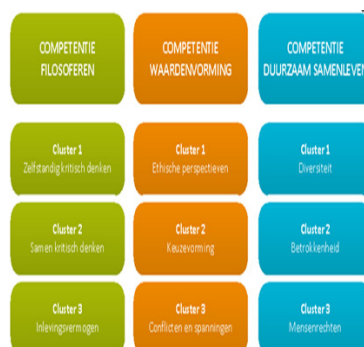 COMPETENTIE
FILOSOFEREN
COMPETENTIE
WAARDENVORMING
COMPETENTIE
DUURZAAM SAMENLEVEN
Cluster 1
Zelfstandig kritisch denken
Cluster 1
Ethische perspectieven
Cluster 1
Diversiteit
Cluster 2
Samen kritisch denken
Cluster 2
Keuzevorming
Cluster 2
Betrokkenheid
Cluster 3
Inlevingsvermogen
Cluster 3
Conflicten en spanningen
Cluster 3
Mensenrechten